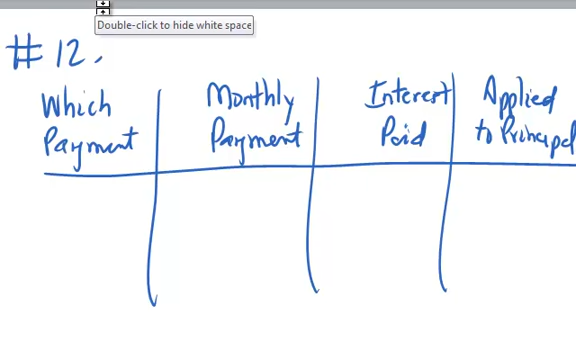 Double-click to hide white space
#12.
Which Monthly Interest Applied
Payment Payment Paid to Principal